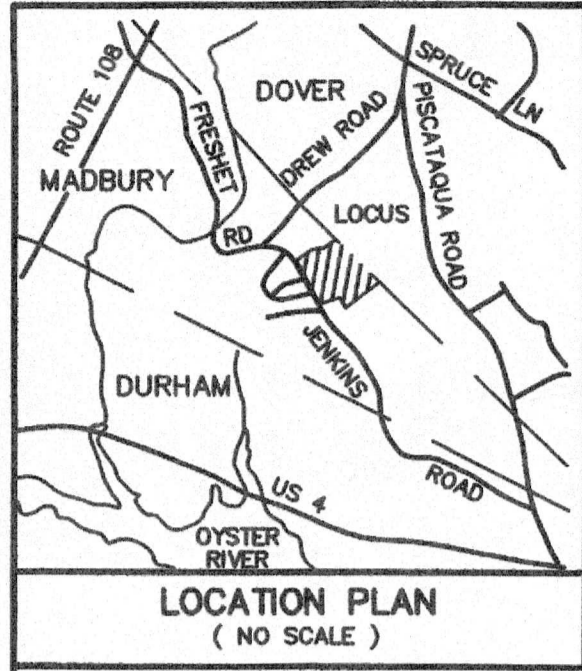 ROUTE 108
FRESHET
DOVER
SPRUCE
LN
MADBURY
DREW ROAD
PISCATAQUA ROAD
RD
LOCUS
JENKINS
DURHAM
ROAD
US 4
OYSTER
RIVER
LOCATION PLAN
( NO SCALE )